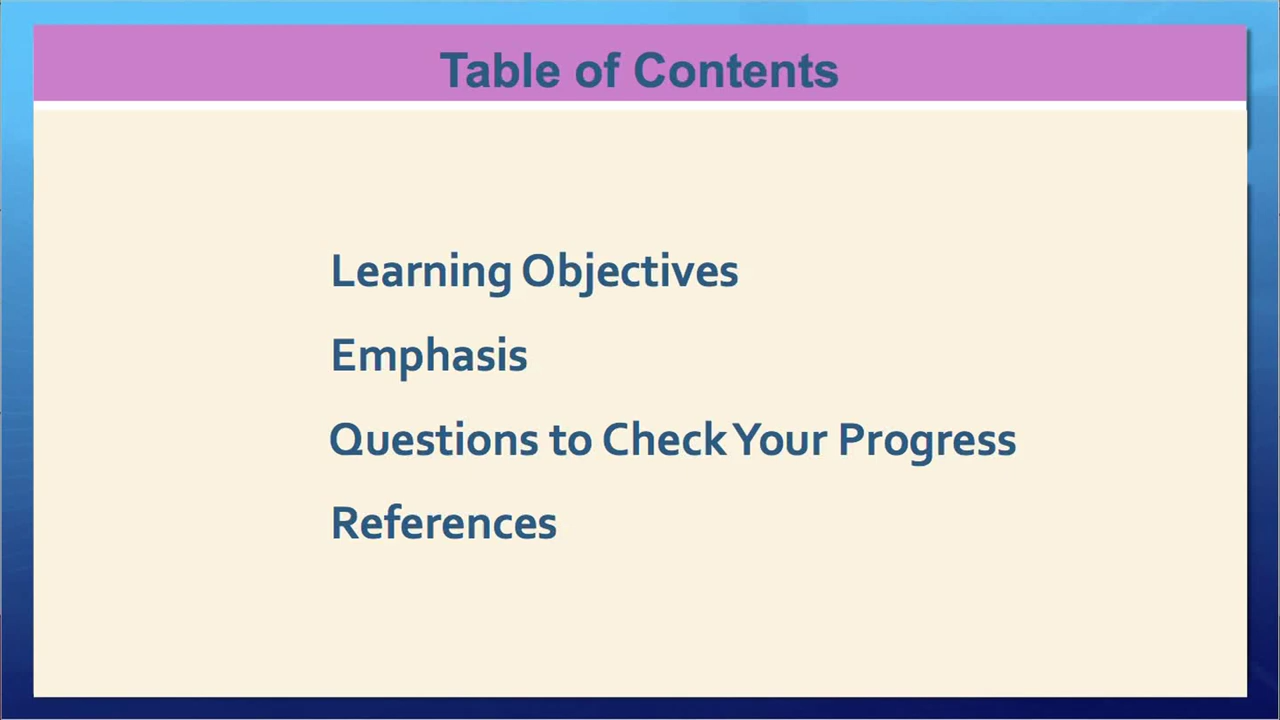 Table of Contents
Learning Objectives
Emphasis
Questions to Check Your Progress
References